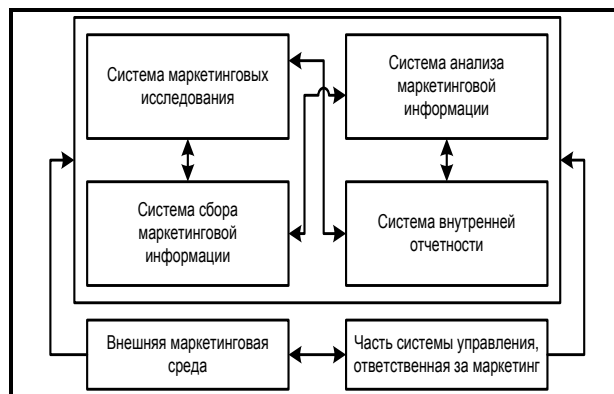 Система маркетинговых
исследования
Система анализа
маркетинговой
информации
Система сбора
маркетинговой
информации
Система внутренней
отчетности
Внешняя маркетинговая
среда
Часть системы управления,
ответственная за маркетинг